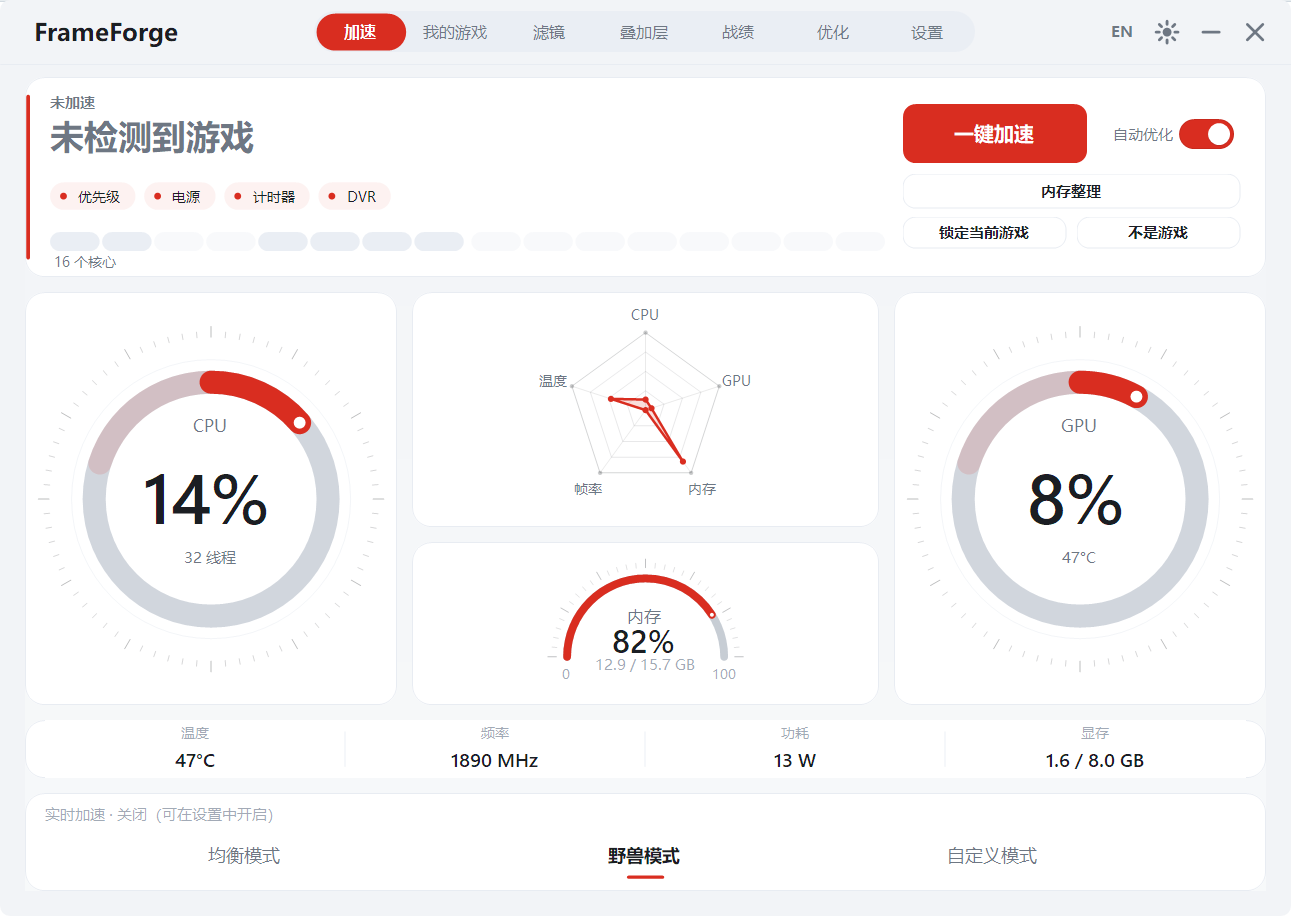 FrameForge
加速 我的游戏 滤镜 叠加层 战绩 优化 设置
EN
未加速
未检测到游戏
一键加速
自动优化
优先级 电源 计时器 DVR
内存整理
锁定当前游戏 不是游戏
16 个核心
CPU
14%
32 线程
CPU
温度 GPU
帧率 内存
内存
82%
12.9 / 15.7 GB
0 100
GPU
8%
47°C
温度 频率 功耗 显存
47°C 1890 MHz 13 W 1.6 / 8.0 GB
实时加速 · 关闭（可在设置中开启）
均衡模式 野兽模式 自定义模式